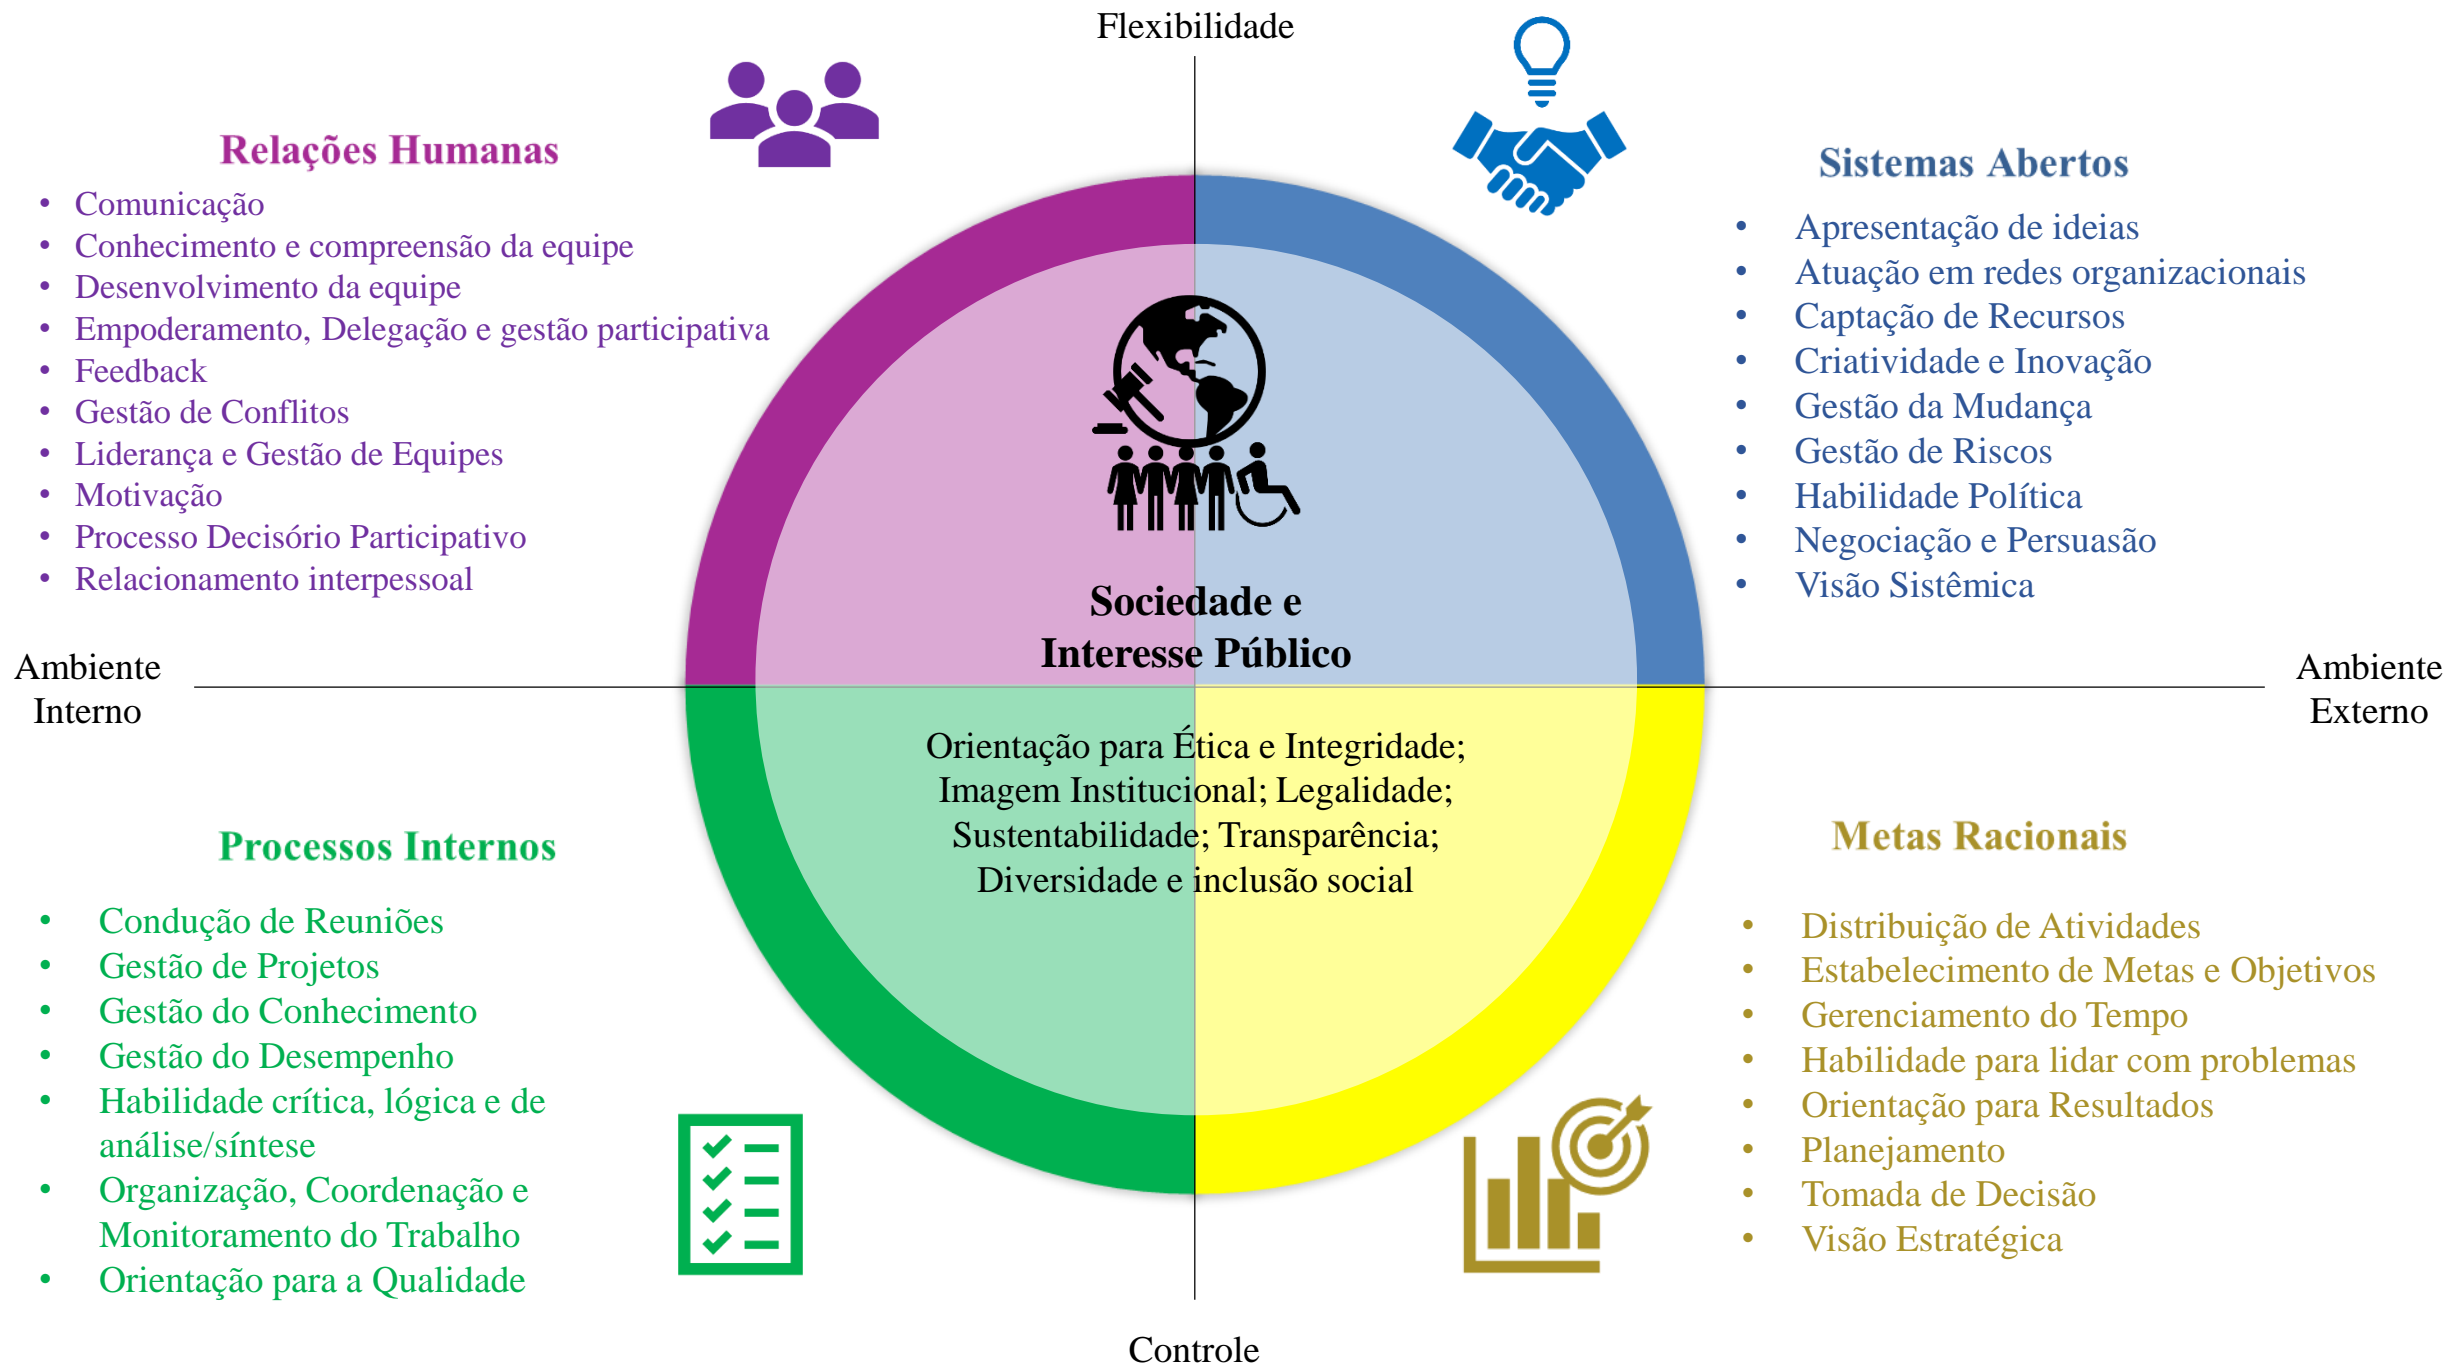 Flexibilidade
Relações Humanas
• Comunicação
• Conhecimento e compreensão da equipe
• Desenvolvimento da equipe
• Empoderamento, Delegação e gestão participativa
• Feedback
• Gestão de Conflitos
• Liderança e Gestão de Equipes
• Motivação
• Processo Decisório Participativo
• Relacionamento interpessoal
Sistemas Abertos
• Apresentação de ideias
• Atuação em redes organizacionais
• Captação de Recursos
• Criatividade e Inovação
• Gestão da Mudança
• Gestão de Riscos
• Habilidade Política
• Negociação e Persuasão
• Visão Sistêmica
Sociedade e
Interesse Público
Ambiente
Interno
Ambiente
Externo
Orientação para Ética e Integridade;
Imagem Institucional; Legalidade;
Sustentabilidade; Transparência;
Diversidade e inclusão social
Processos Internos
• Condução de Reuniões
• Gestão de Projetos
• Gestão do Conhecimento
• Gestão do Desempenho
• Habilidade crítica, lógica e de
análise/síntese
• Organização, Coordenação e
Monitoramento do Trabalho
• Orientação para a Qualidade
Metas Racionais
• Distribuição de Atividades
• Estabelecimento de Metas e Objetivos
• Gerenciamento do Tempo
• Habilidade para lidar com problemas
• Orientação para Resultados
• Planejamento
• Tomada de Decisão
• Visão Estratégica
Controle